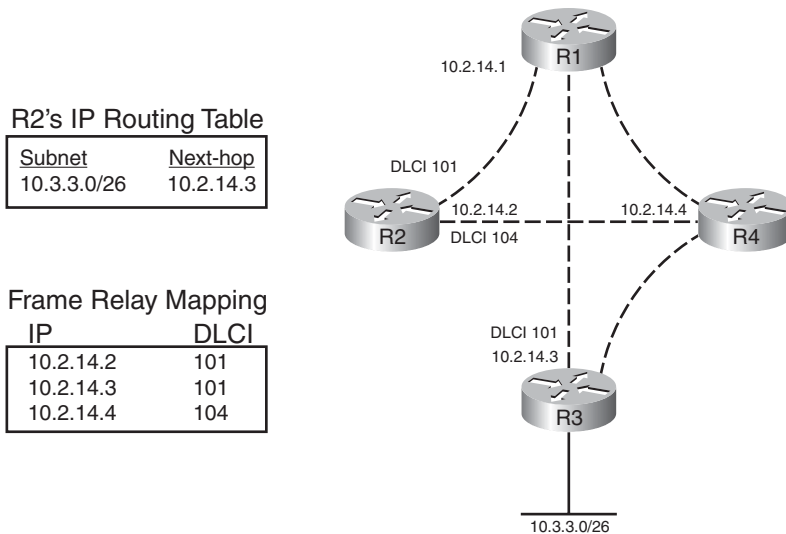 R2's IP Routing Table
Subnet Next-hop
10.3.3.0/26 10.2.14.3
Frame Relay Mapping
IP DLCI
10.2.14.2 101
10.2.14.3 101
10.2.14.4 104
R1
10.2.14.1
DLCI 101
10.2.14.2
R2
DLCI 104
10.2.14.4
R4
DLCI 101
10.2.14.3
R3
10.3.3.0/26